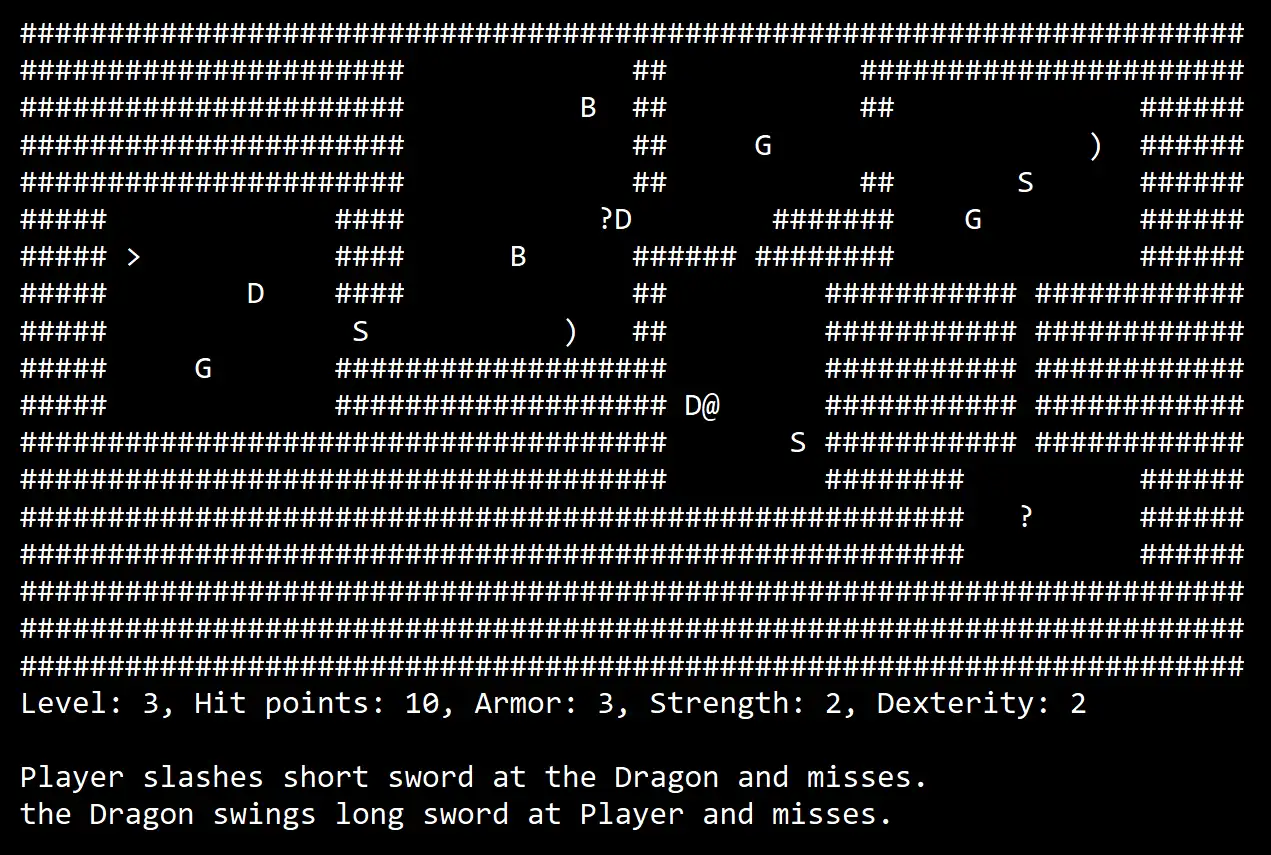 ######################################################################
######################             ##           ######################
######################          B  ##           ##              ######
######################             ##     G                  )  ######
######################             ##           ##       S      ######
#####             ####           ?D        #######    G         ######
##### >           ####      B      ###### ########              ######
#####        D    ####             ##         ########### ############
#####              S           )   ##         ########### ############
#####     G       ###################         ########### ############
#####             ################### D@      ########### ############
#####################################       S ########### ############
#####################################         ########          ######
######################################################   ?      ######
######################################################          ######
######################################################################
######################################################################
######################################################################
Level: 3, Hit points: 10, Armor: 3, Strength: 2, Dexterity: 2
Player slashes short sword at the Dragon and misses.
the Dragon swings long sword at Player and misses.